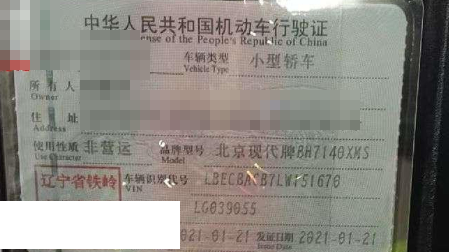 中华人民共和国机动车行驶证
ense of the People's Republic of China
车辆类型 小型轿车
Vehicle Type
所有人
Owner
住址
Address
使用性质 非营运 品牌型号 北京现代牌BH7140XMS
Use Character Model
辽宁省铁岭 车辆识别代号
VIN
LG039055
2021-01-21 发证日期 2021-01-21
Issue Date